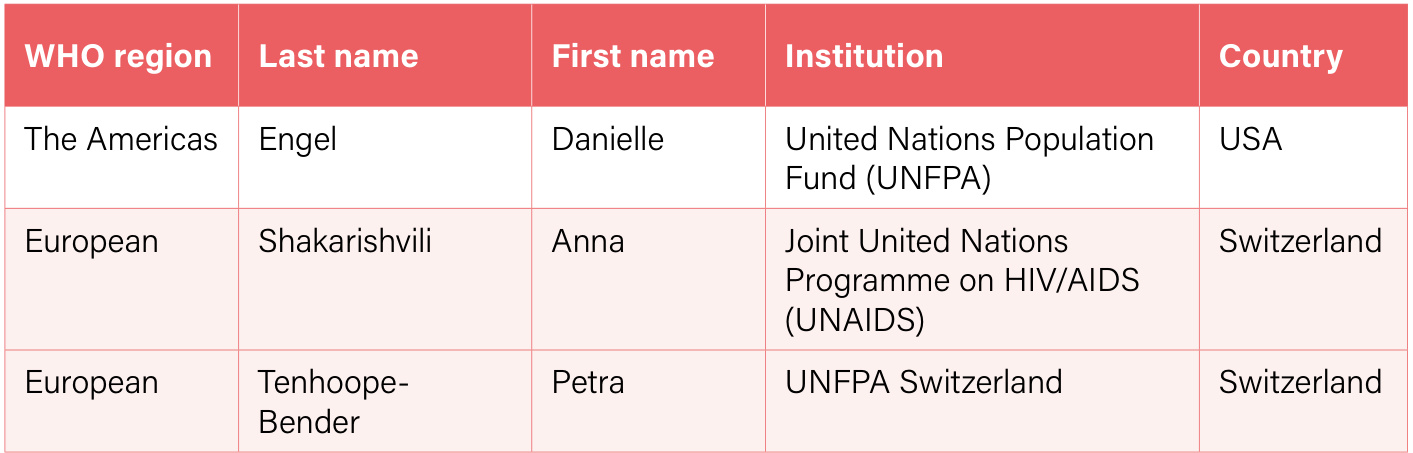 WHO region Last name First name Institution Country
The Americas Engel Danielle United Nations Population USA
Fund (UNFPA)
European Shakarishvili Anna Joint United Nations Switzerland
Programme on HIV/AIDS
(UNAIDS)
European Tenhoope- Petra UNFPA Switzerland Switzerland
Bender